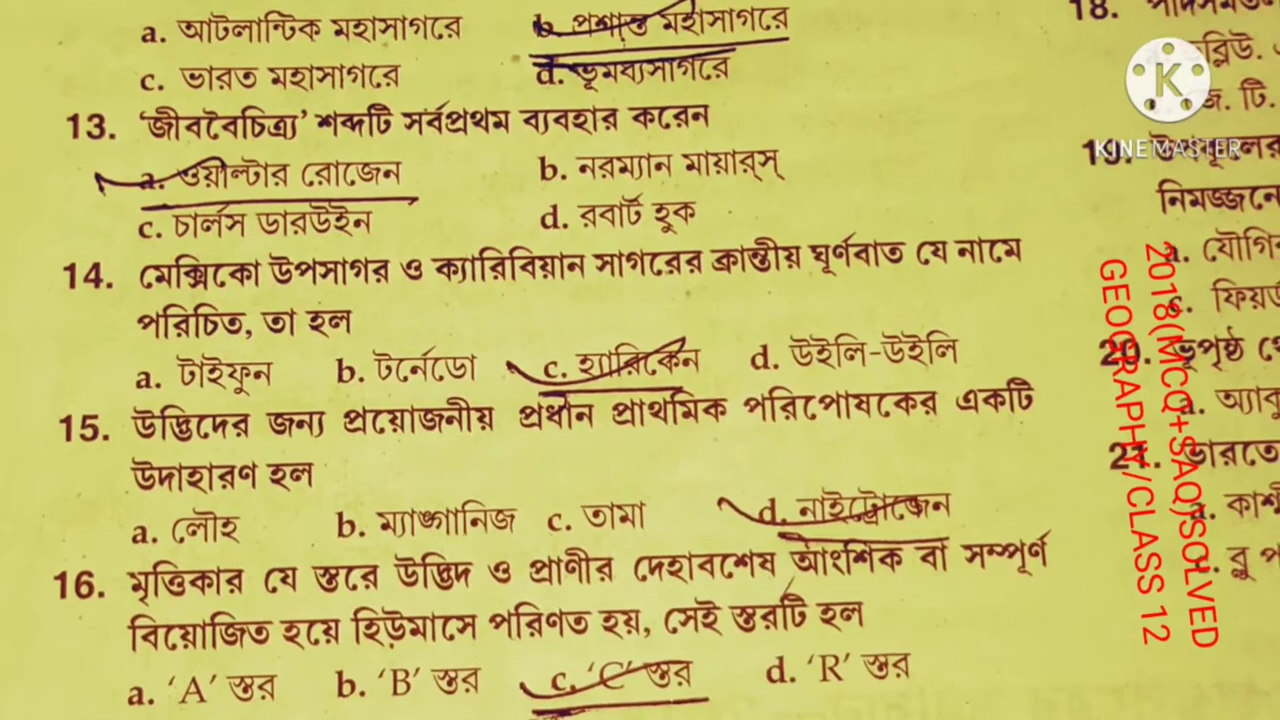 a. আটলান্টিক মহাসাগরে b. প্রশান্ত মহাসাগরে
c. ভারত মহাসাগরে d. ভূমধ্যসাগরে
13. ‘জীববৈচিত্র্য’ শব্দটি সর্বপ্রথম ব্যবহার করেন
a. ওয়াল্টার রোজেন b. নরম্যান মায়ার্স্
c. চার্লস ডারউইন d. রবার্ট হুক
14. মেক্সিকো উপসাগর ও ক্যারিবিয়ান সাগরের ক্রান্তীয় ঘূর্ণবাত যে নামে
পরিচিত, তা হল
a. টাইফুন b. টর্নেডো c. হ্যারিকেন d. উইলি-উইলি
15. উদ্ভিদের জন্য প্রয়োজনীয় প্রধান প্রাথমিক পরিপোষকের একটি
উদাহারণ হল
a. লৌহ b. ম্যাঙ্গানিজ c. তামা d. নাইট্রোজেন
16. মৃত্তিকার যে স্তরে উদ্ভিদ ও প্রাণীর দেহাবশেষ আংশিক বা সম্পূর্ণ
বিয়োজিত হয়ে হিউমাসে পরিণত হয়, সেই স্তরটি হল
a. ‘A’ স্তর b. ‘B’ স্তর c. ‘C’ স্তর d. ‘R’ স্তর
18.
ব্লিউ.
জে. টি.
19.
নিমজ্জনে
a. যৌগি
c. ফিয়র্ড
20. ভূপৃষ্ঠ
a.
21. ভারতে
a.
K
KINEMASTER
2018(MCQ+SAQ)SOLVED
GEOGRAPHY/CLASS 12